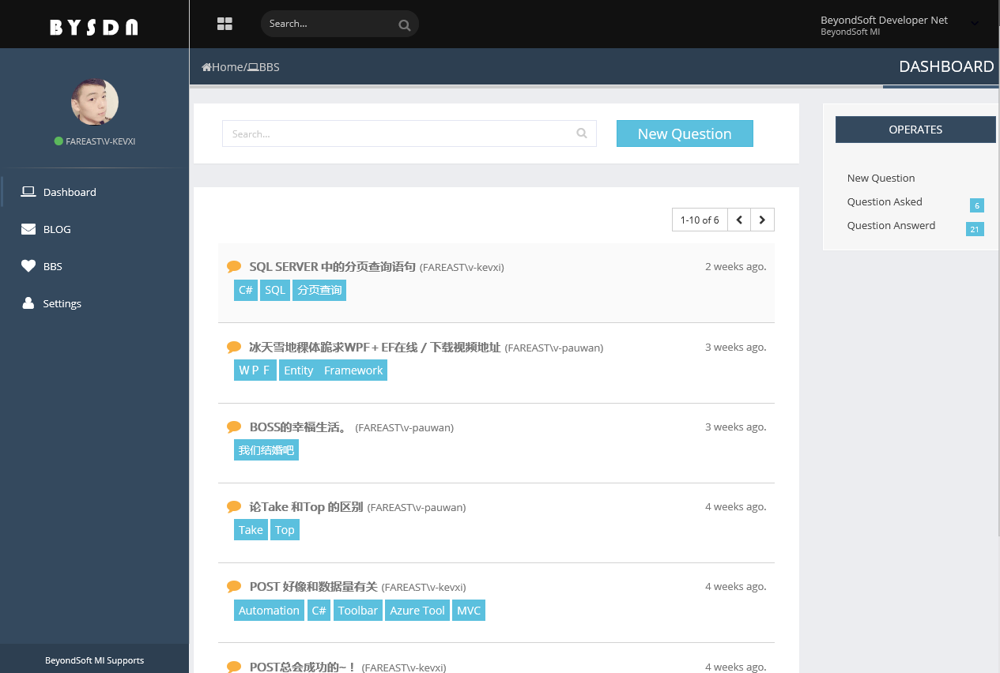 BYSDN
Search...
BeyondSoft Developer Net
BeyondSoft MI
Home/BBS
DASHBOARD
FAREAST\V-KEVXI
Dashboard
BLOG
BBS
Settings
BeyondSoft MI Supports
Search...
New Question
1-10 of 6
SQL SERVER 中的分页查询语句 (FAREAST\v-kevxi)
2 weeks ago.
C# SQL 分页查询
冰天雪地稞体跪求WPF + EF在线 / 下载视频地址 (FAREAST\v-pauwan)
3 weeks ago.
W P F Entity Framework
BOSS的幸福生活。 (FAREAST\v-pauwan)
3 weeks ago.
我们结婚吧
论Take 和Top 的区别 (FAREAST\v-pauwan)
4 weeks ago.
Take Top
POST 好像和数据量有关 (FAREAST\v-kevxi)
4 weeks ago.
Automation C# Toolbar Azure Tool MVC
POST总会成功的~！ (FAREAST\v-kevxi)
4 weeks ago.
OPERATES
New Question
Question Asked 6
Question Answerd 21